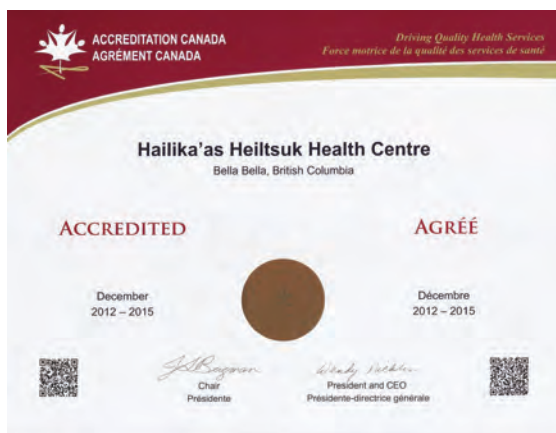 ACCREDITATION CANADA
AGRÉMENT CANADA
Driving Quality Health Services
Force motrice de la qualité des services de santé
Hailika'as Heiltsuk Health Centre
Bella Bella, British Columbia
ACCREDITED
AGRÉÉ
December
2012 – 2015
Décembre
2012 – 2015
Wendy
Chair
Présidente
President and CEO
Présidente-directrice générale